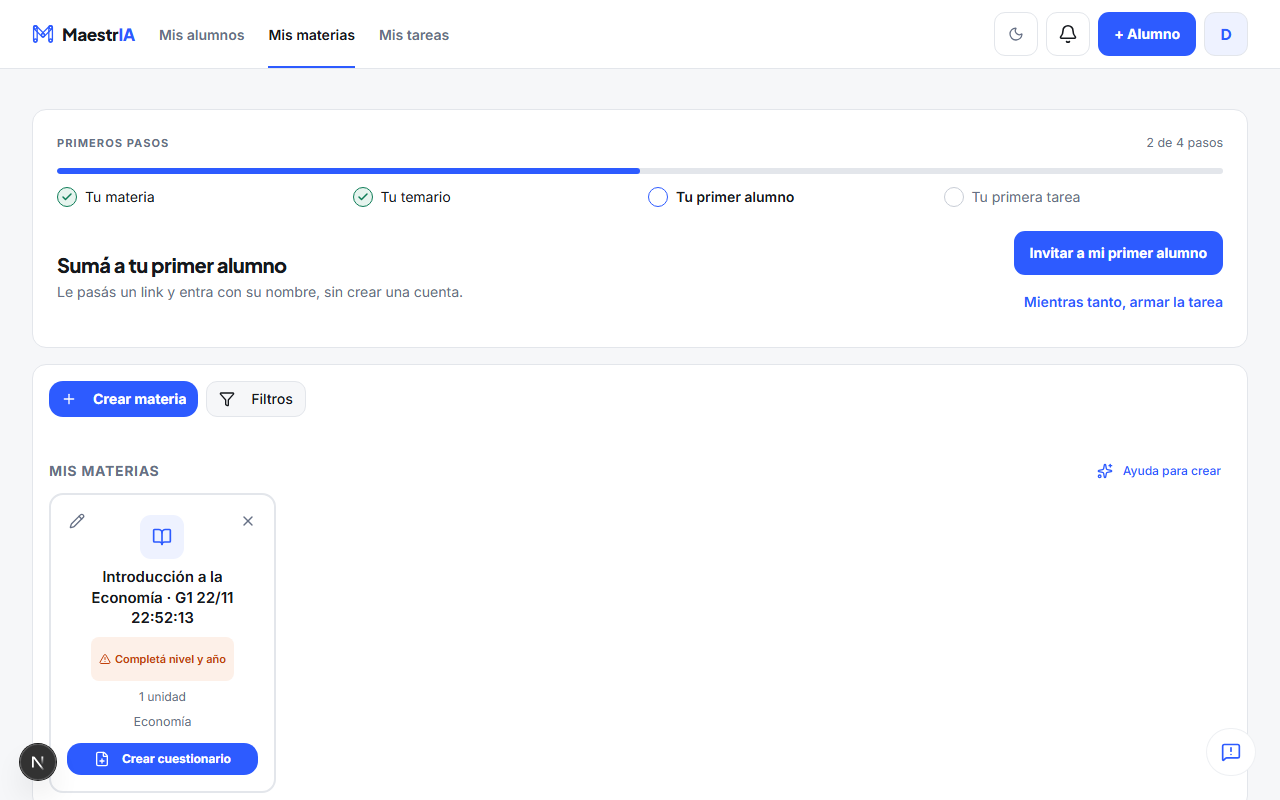 MaestrIA
Mis alumnos
Mis materias
Mis tareas
+ Alumno
D
PRIMEROS PASOS
2 de 4 pasos
Tu materia
Tu temario
Tu primer alumno
Tu primera tarea
Sumá a tu primer alumno
Le pasás un link y entra con su nombre, sin crear una cuenta.
Invitar a mi primer alumno
Mientras tanto, armar la tarea
Crear materia
Filtros
MIS MATERIAS
Ayuda para crear
Introducción a la
Economía · G1 22/11
22:52:13
Completá nivel y año
1 unidad
Economía
Crear cuestionario
N